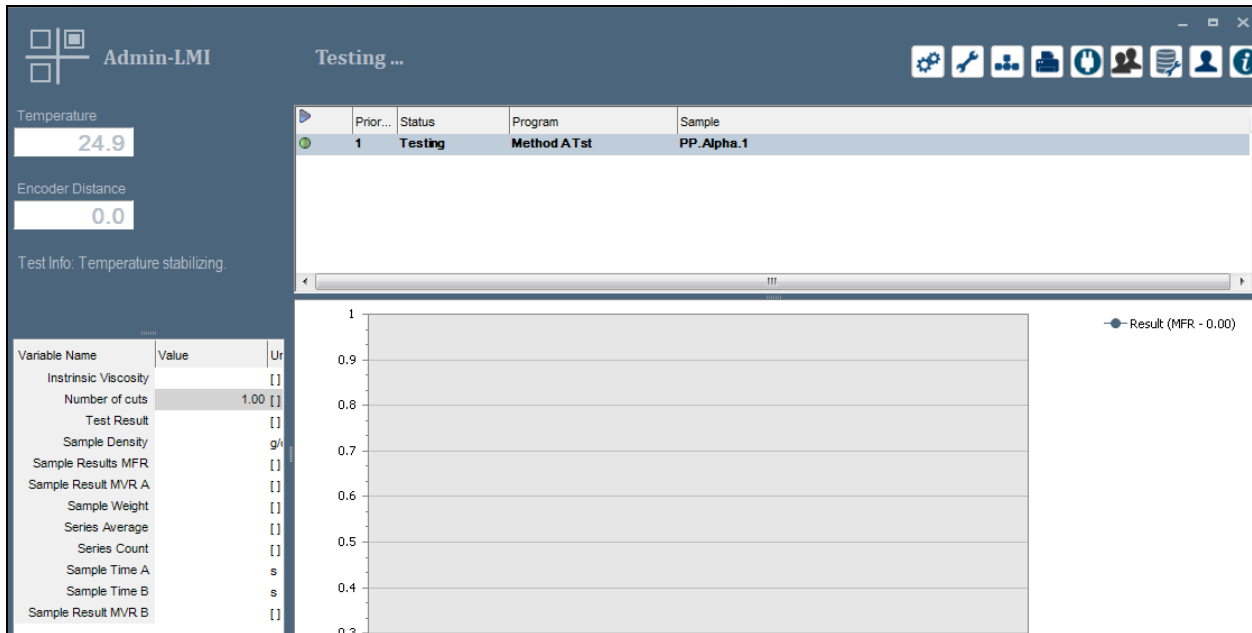 Admin-LMI
Testing ...
Temperature
24.9
Encoder Distance
0.0
Test Info: Temperature stabilizing.
Prior... Status Program Sample
1 Testing Method A Tst PP.Alpha.1
Variable Name Value Ur
Instrinsic Viscosity [ ]
Number of cuts 1.00 [ ]
Test Result [ ]
Sample Density g/
Sample Results MFR [ ]
Sample Result MVR A [ ]
Sample Weight [ ]
Series Average [ ]
Series Count [ ]
Sample Time A s
Sample Time B s
Sample Result MVR B [ ]
1
0.9
0.8
0.7
0.6
0.5
0.4
0.3
Result (MFR - 0.00)